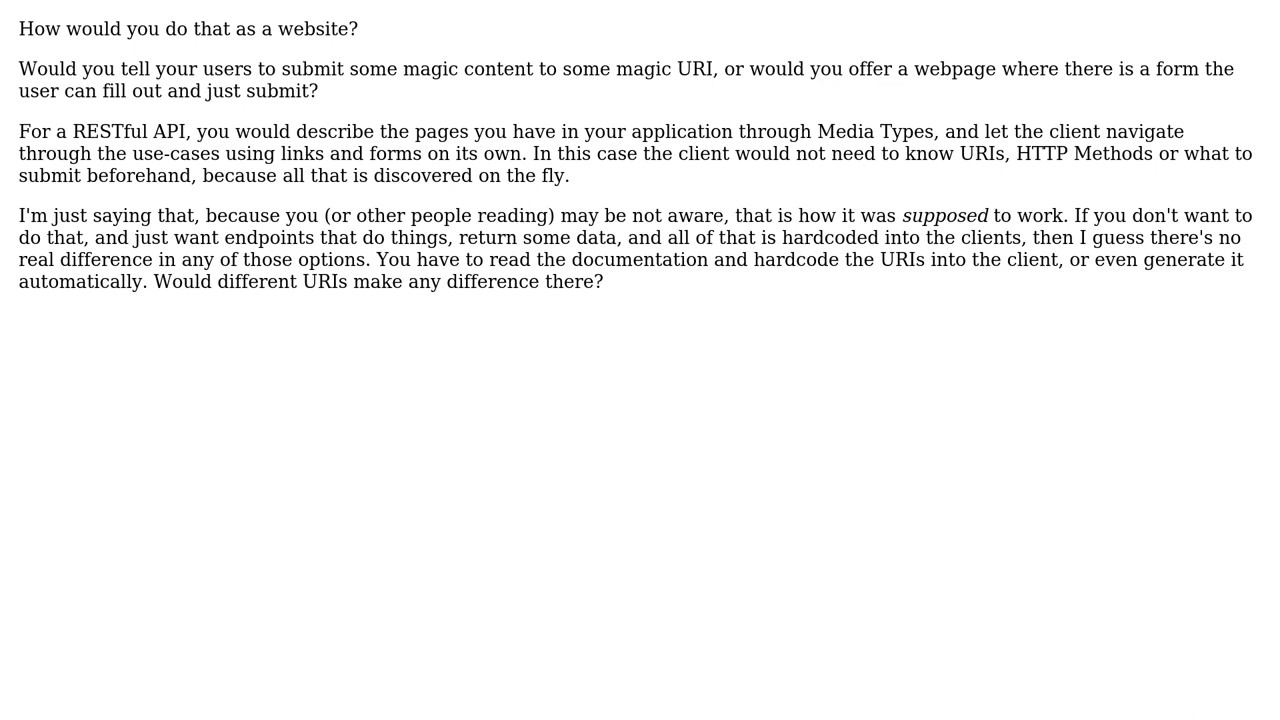 How would you do that as a website?
Would you tell your users to submit some magic content to some magic URI, or would you offer a webpage where there is a form the
user can fill out and just submit?
For a RESTful API, you would describe the pages you have in your application through Media Types, and let the client navigate
through the use-cases using links and forms on its own. In this case the client would not need to know URIs, HTTP Methods or what to
submit beforehand, because all that is discovered on the fly.
I'm just saying that, because you (or other people reading) may be not aware, that is how it was supposed to work. If you don't want to
do that, and just want endpoints that do things, return some data, and all of that is hardcoded into the clients, then I guess there's no
real difference in any of those options. You have to read the documentation and hardcode the URIs into the client, or even generate it
automatically. Would different URIs make any difference there?